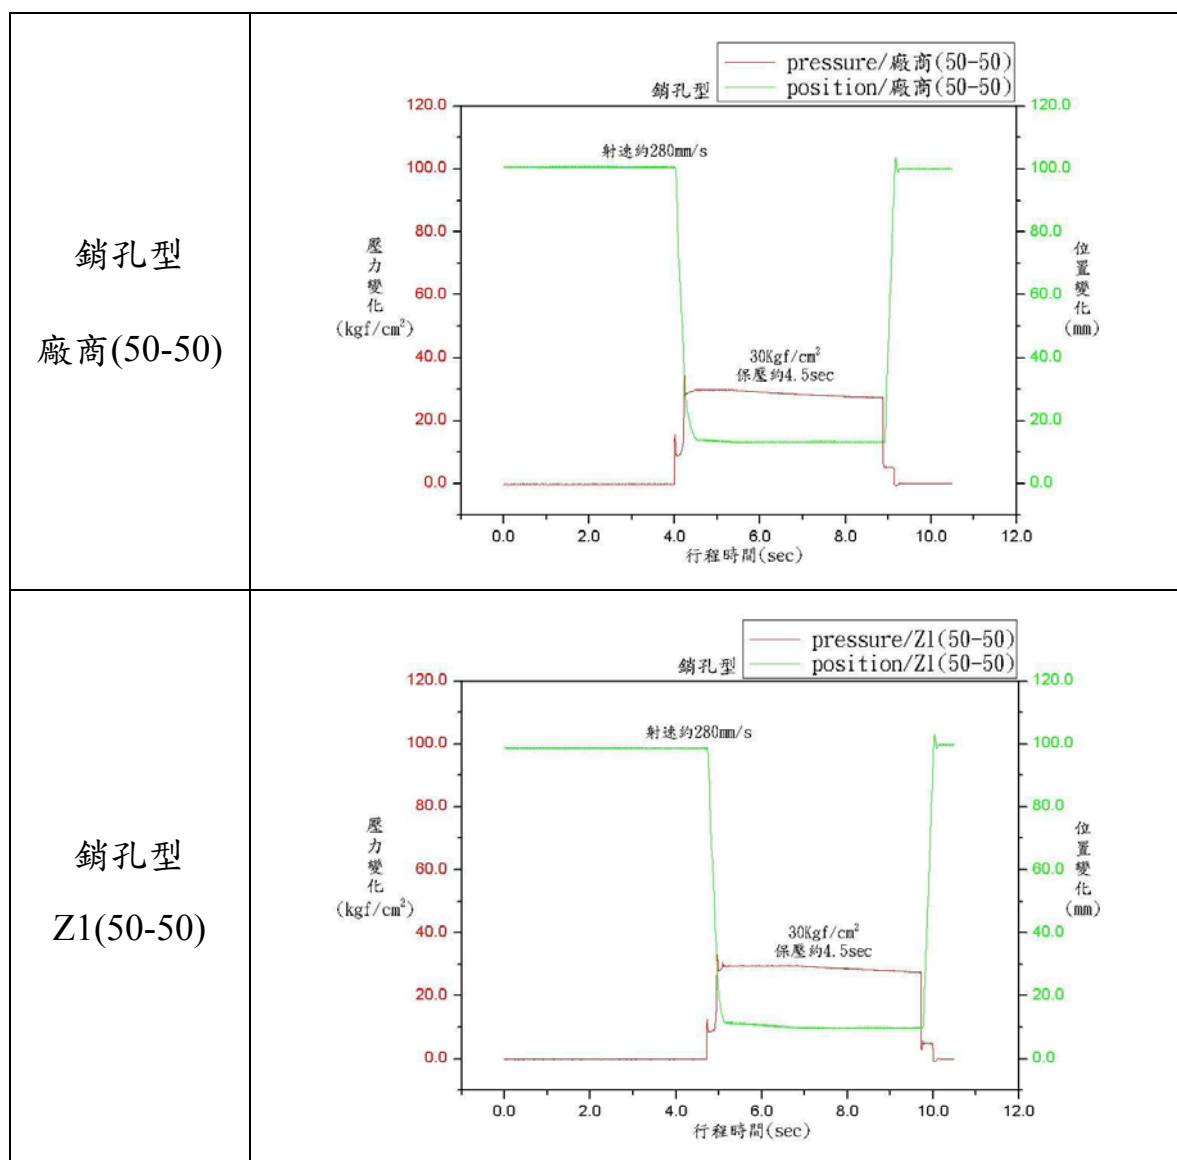 銷孔型
廠商(50-50)
pressure/廠商(50-50)
position/廠商(50-50)
銷孔型
120.0
100.0
80.0
60.0
40.0
20.0
0.0
壓力變化
(kgf/cm²)
射速約280mm/s
30Kgf/cm²
保壓約4.5sec
120.0
100.0
80.0
60.0
40.0
20.0
0.0
位置變化
(mm)
0.0 2.0 4.0 6.0 8.0 10.0 12.0
行程時間(sec)
銷孔型
Z1(50-50)
pressure/Z1(50-50)
position/Z1(50-50)
銷孔型
120.0
100.0
80.0
60.0
40.0
20.0
0.0
壓力變化
(kgf/cm²)
射速約280mm/s
30Kgf/cm²
保壓約4.5sec
120.0
100.0
80.0
60.0
40.0
20.0
0.0
位置變化
(mm)
0.0 2.0 4.0 6.0 8.0 10.0 12.0
行程時間(sec)